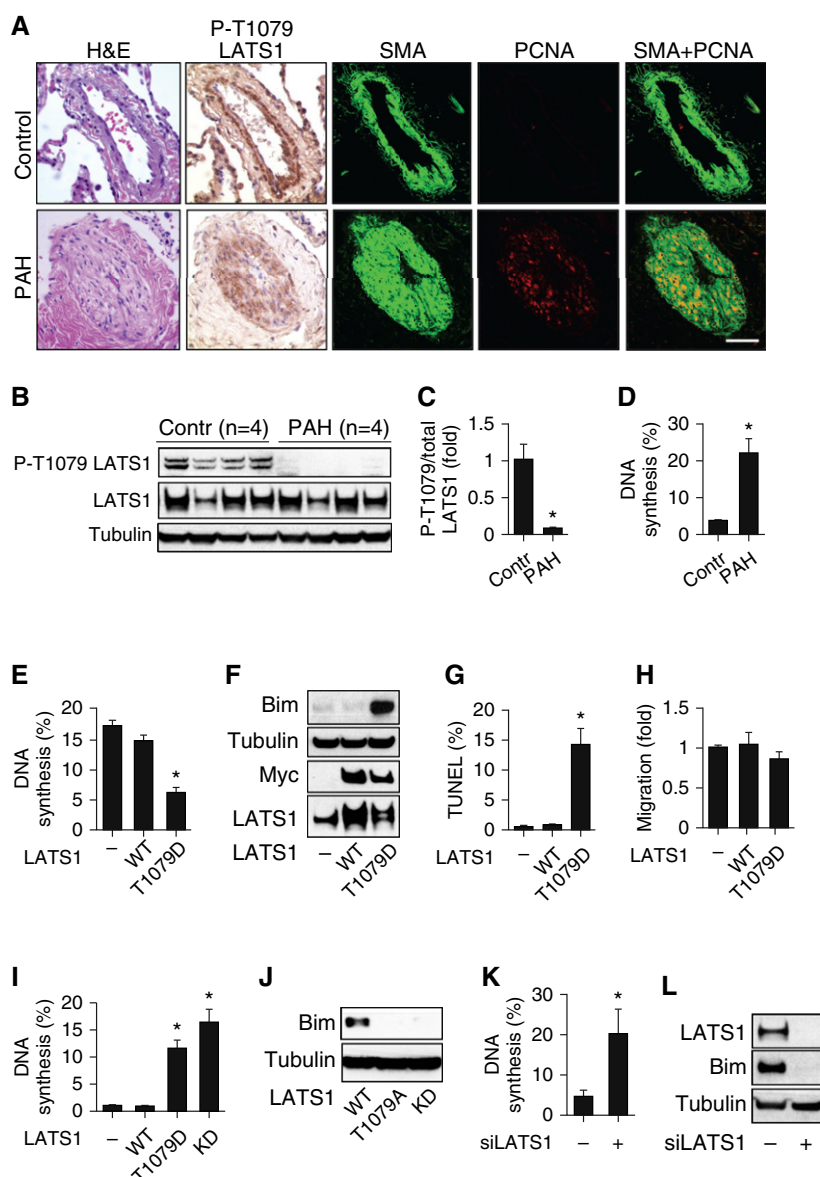 A
H&E
P-T1079
LATS1
SMA
PCNA
SMA+PCNA
Control
PAH
B
Contr (n=4)
PAH (n=4)
P-T1079 LATS1
LATS1
Tubulin
C
P-T1079/total
LATS1 (fold)
1.5
1
0.5
0
*
Contr
PAH
D
DNA
synthesis (%)
30
20
10
0
*
Contr
PAH
E
DNA
synthesis (%)
20
15
10
5
0
*
LATS1
–
WT
T1079D
F
Bim
Tubulin
Myc
LATS1
LATS1
–
WT
T1079D
G
TUNEL (%)
20
15
10
5
0
*
LATS1
–
WT
T1079D
H
Migration (fold)
1.5
1
0.5
0
LATS1
–
WT
T1079D
I
DNA
synthesis (%)
20
15
10
5
0
*
*
LATS1
–
WT
T1079D
KD
J
Bim
Tubulin
LATS1
WT
T1079A
KD
K
DNA
synthesis (%)
30
20
10
0
*
siLATS1
–
+
L
LATS1
Bim
Tubulin
siLATS1
–
+